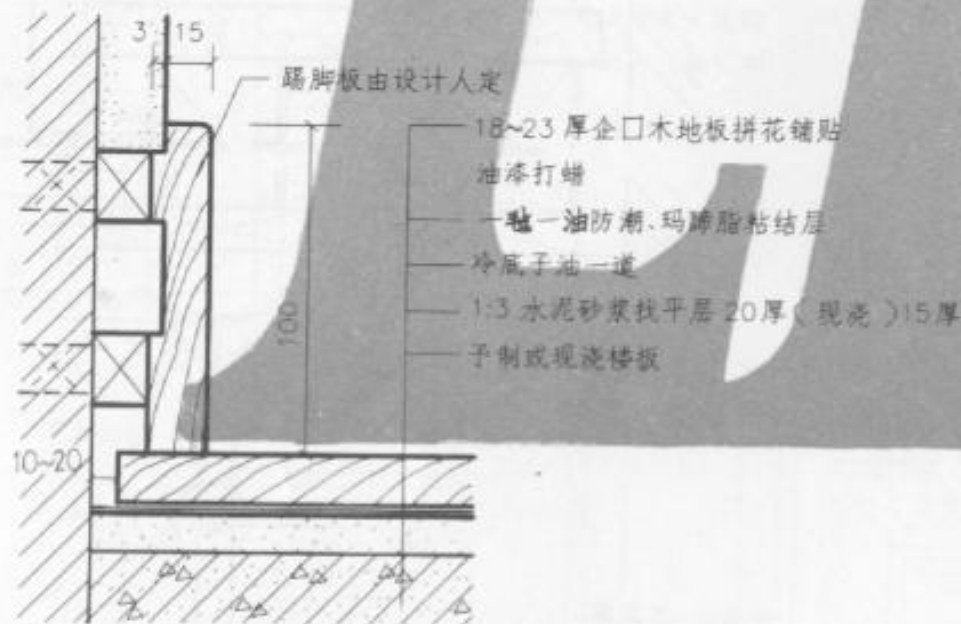 3 15
踢脚板由设计人定
18~23 厚企口木地板拼花铺贴
油漆打蜡
一毡一油防潮、玛蹄脂粘结层
冷底子油一道
1:3 水泥砂浆找平层 20厚(现浇)15厚
予制或现浇楼板
100
10~20